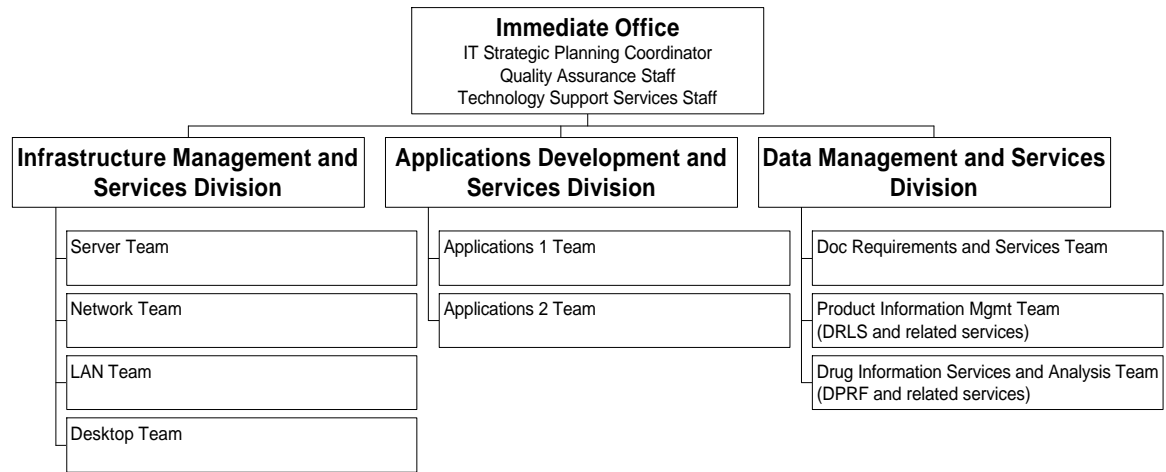 Immediate Office
IT Strategic Planning Coordinator
Quality Assurance Staff
Technology Support Services Staff
Infrastructure Management and
Services Division
Server Team
Network Team
LAN Team
Desktop Team
Applications Development and
Services Division
Applications 1 Team
Applications 2 Team
Data Management and Services
Division
Doc Requirements and Services Team
Product Information Mgmt Team
(DRLS and related services)
Drug Information Services and Analysis Team
(DPRF and related services)